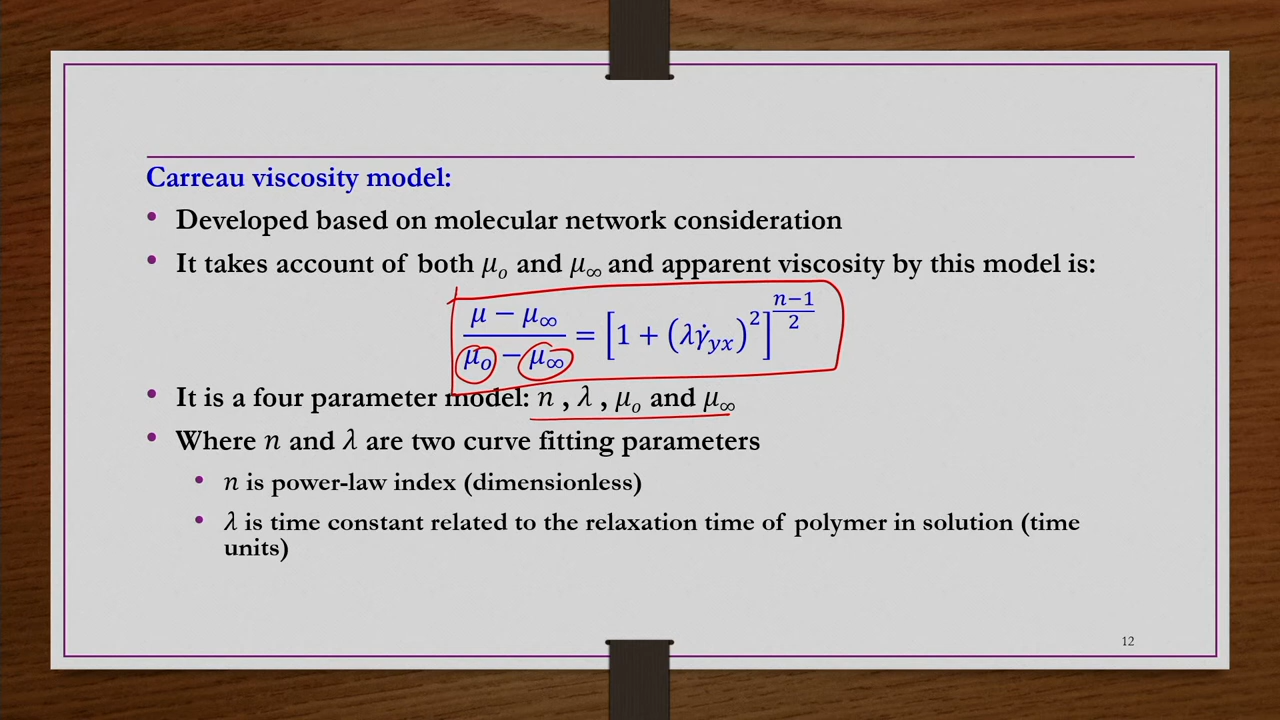 Carreau viscosity model:
• Developed based on molecular network consideration
• It takes account of both μₒ and μ∞ and apparent viscosity by this model is:
(μ − μ∞)/(μₒ − μ∞) = [1 + (λγ̇yx)²]^((n−1)/2)
• It is a four parameter model: n , λ , μₒ and μ∞
• Where n and λ are two curve fitting parameters
• n is power-law index (dimensionless)
• λ is time constant related to the relaxation time of polymer in solution (time
units)
12